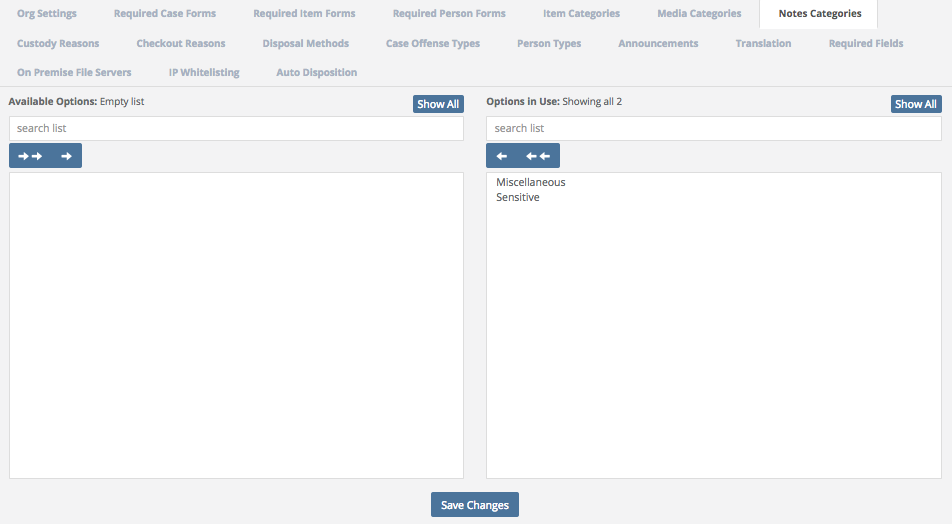 Org Settings Required Case Forms Required Item Forms Required Person Forms Item Categories Media Categories Notes Categories
Custody Reasons Checkout Reasons Disposal Methods Case Offense Types Person Types Announcements Translation Required Fields
On Premise File Servers IP Whitelisting Auto Disposition
Available Options: Empty list Show All
search list
Options in Use: Showing all 2 Show All
search list
Miscellaneous
Sensitive
Save Changes